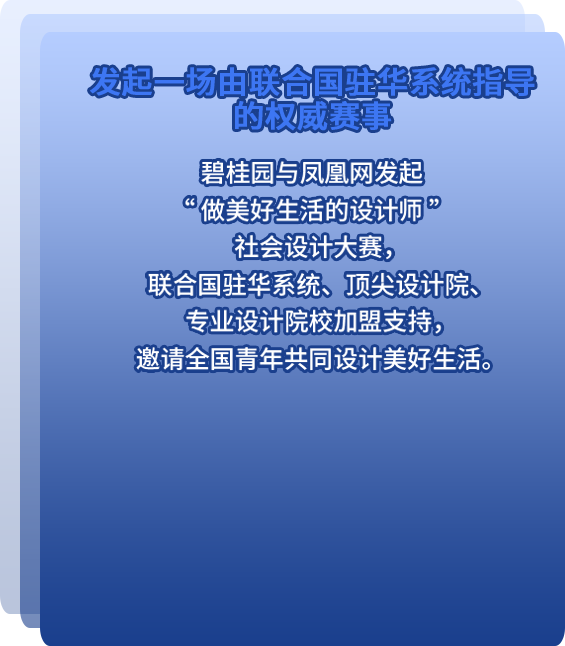 发起一场由联合国驻华系统指导
的权威赛事
碧桂园与凤凰网发起
“做美好生活的设计师”
社会设计大赛，
联合国驻华系统、顶尖设计院、
专业设计院校加盟支持，
邀请全国青年共同设计美好生活。